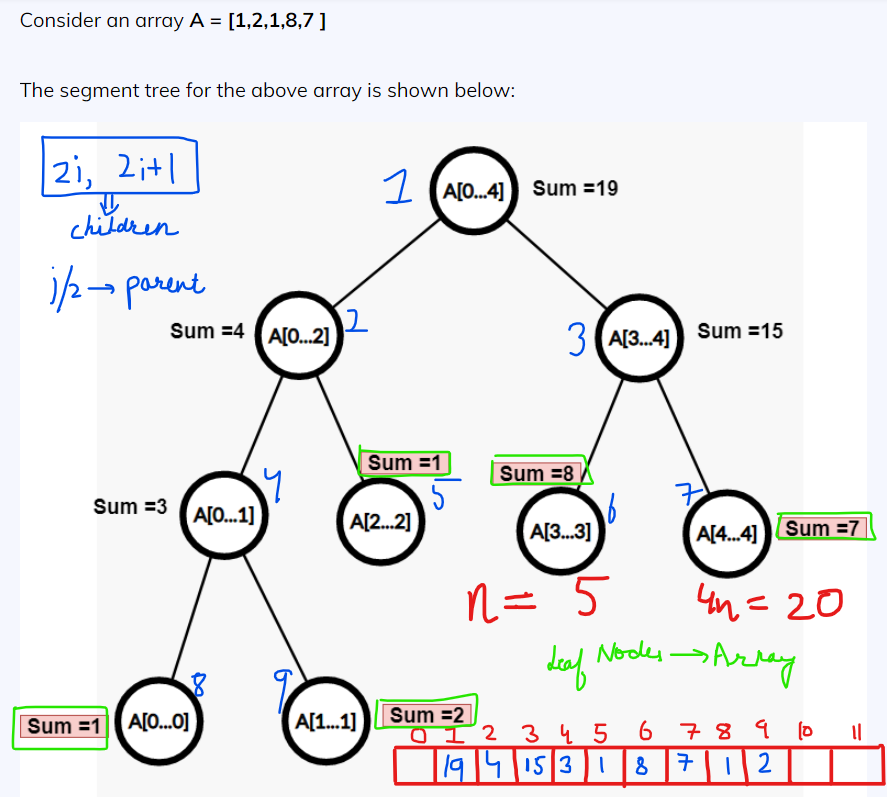 Consider an array A = [1,2,1,8,7 ]
The segment tree for the above array is shown below:
2i, 2i+1
⇓
children
i/2 → parent
1 A[0...4] Sum =19
Sum =4 A[0...2] 2
3 A[3...4] Sum =15
Sum =3 A[0...1] 4
Sum =1
A[2...2] 5
Sum =8
A[3...3] 6
7 A[4...4] Sum =7
n = 5 4n = 20
Leaf Nodes → Array
Sum =1 A[0...0] 8
9 A[1...1] Sum =2
0 1 2 3 4 5 6 7 8 9 10 11
19 4 15 3 1 8 7 1 2